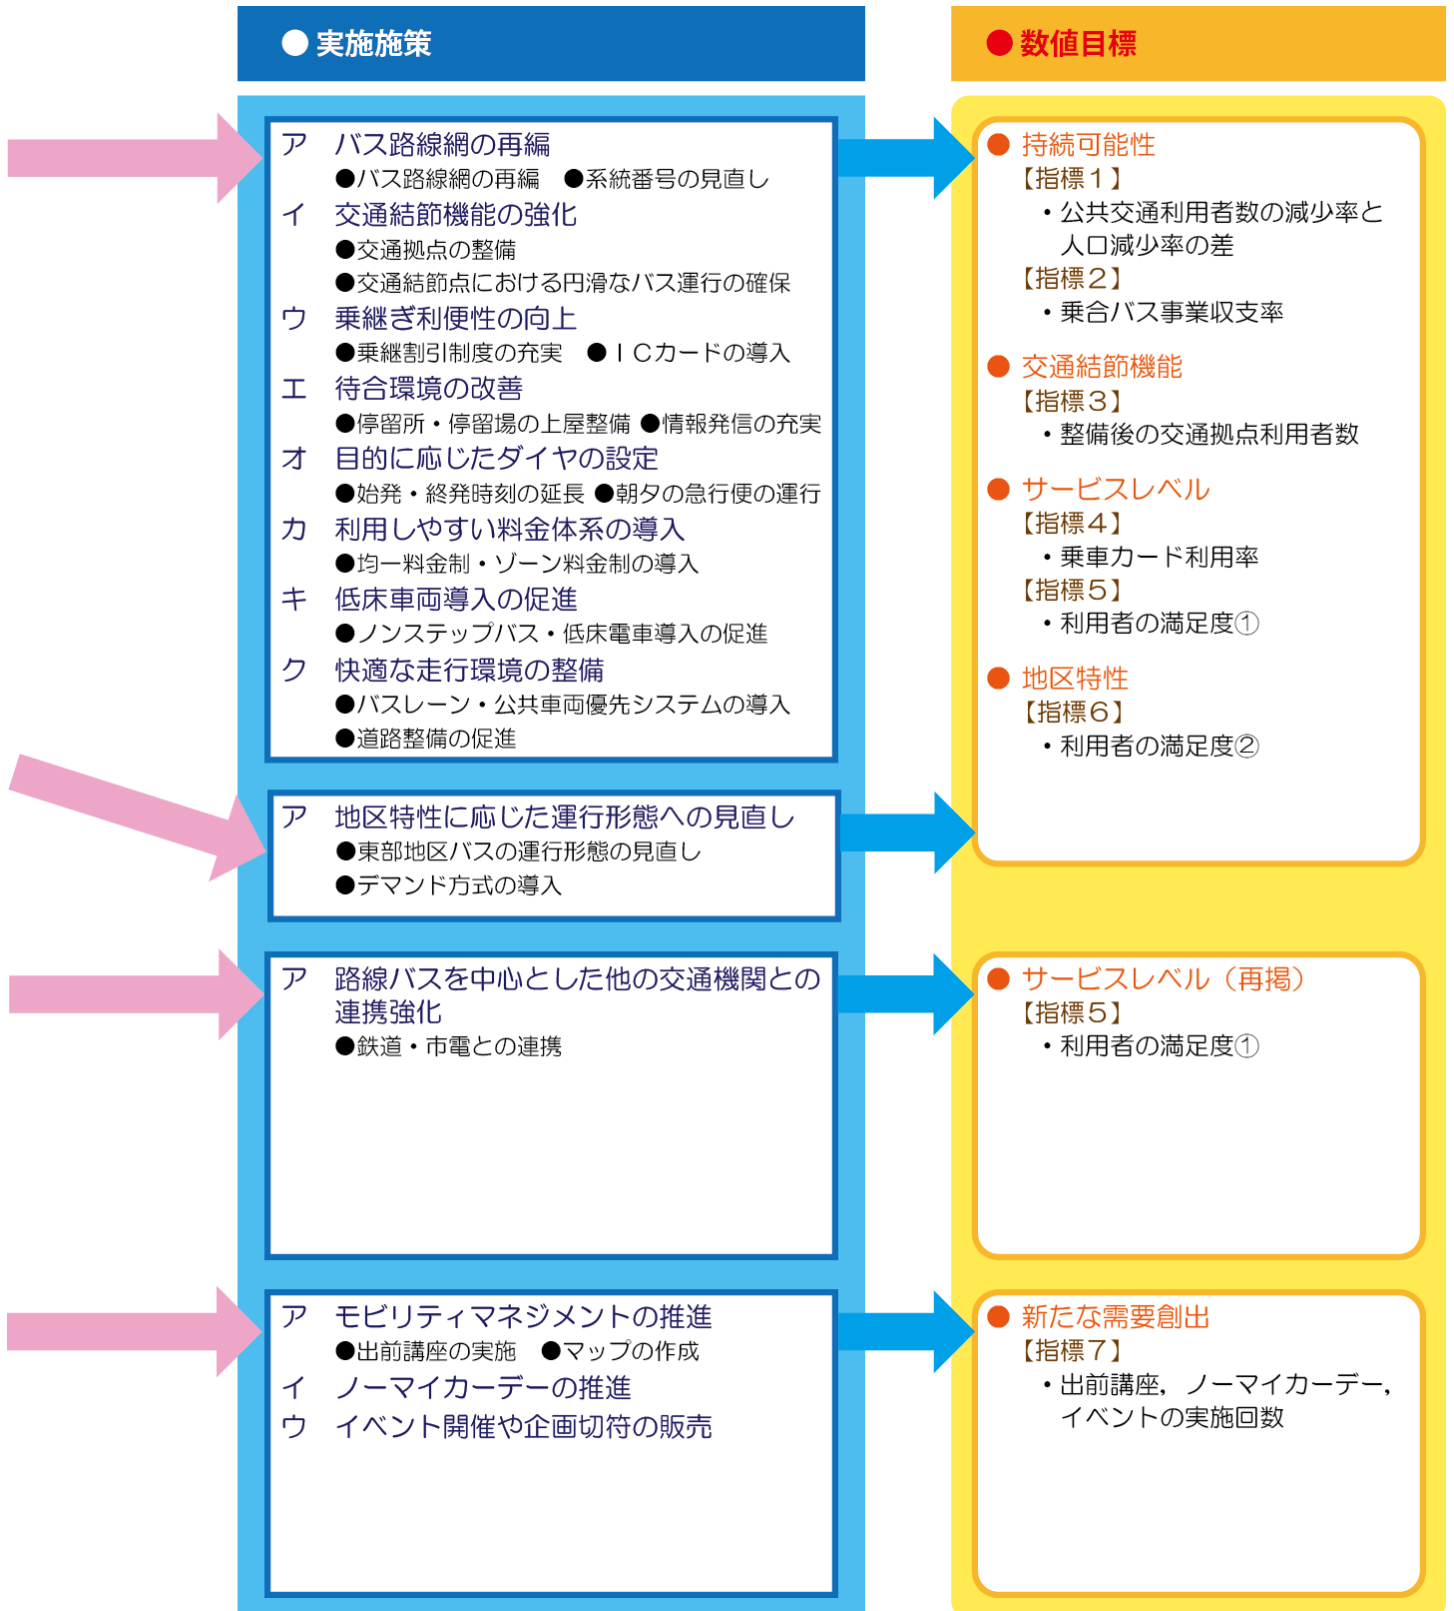 ● 実施施策
ア バス路線網の再編
●バス路線網の再編 ●系統番号の見直し
イ 交通結節機能の強化
●交通拠点の整備
●交通結節点における円滑なバス運行の確保
ウ 乗継ぎ利便性の向上
●乗継割引制度の充実 ●ICカードの導入
エ 待合環境の改善
●停留所・停留場の上屋整備 ●情報発信の充実
オ 目的に応じたダイヤの設定
●始発・終発時刻の延長 ●朝夕の急行便の運行
カ 利用しやすい料金体系の導入
●均一料金制・ゾーン料金制の導入
キ 低床車両導入の促進
●ノンステップバス・低床電車導入の促進
ク 快適な走行環境の整備
●バスレーン・公共車両優先システムの導入
●道路整備の促進
ア 地区特性に応じた運行形態への見直し
●東部地区バスの運行形態の見直し
●デマンド方式の導入
ア 路線バスを中心とした他の交通機関との
連携強化
●鉄道・市電との連携
ア モビリティマネジメントの推進
●出前講座の実施 ●マップの作成
イ ノーマイカーデーの推進
ウ イベント開催や企画切符の販売
● 数値目標
● 持続可能性
【指標1】
・公共交通利用者数の減少率と
人口減少率の差
【指標2】
・乗合バス事業収支率
● 交通結節機能
【指標3】
・整備後の交通拠点利用者数
● サービスレベル
【指標4】
・乗車カード利用率
【指標5】
・利用者の満足度①
● 地区特性
【指標6】
・利用者の満足度②
● サービスレベル（再掲）
【指標5】
・利用者の満足度①
● 新たな需要創出
【指標7】
・出前講座，ノーマイカーデー，
イベントの実施回数